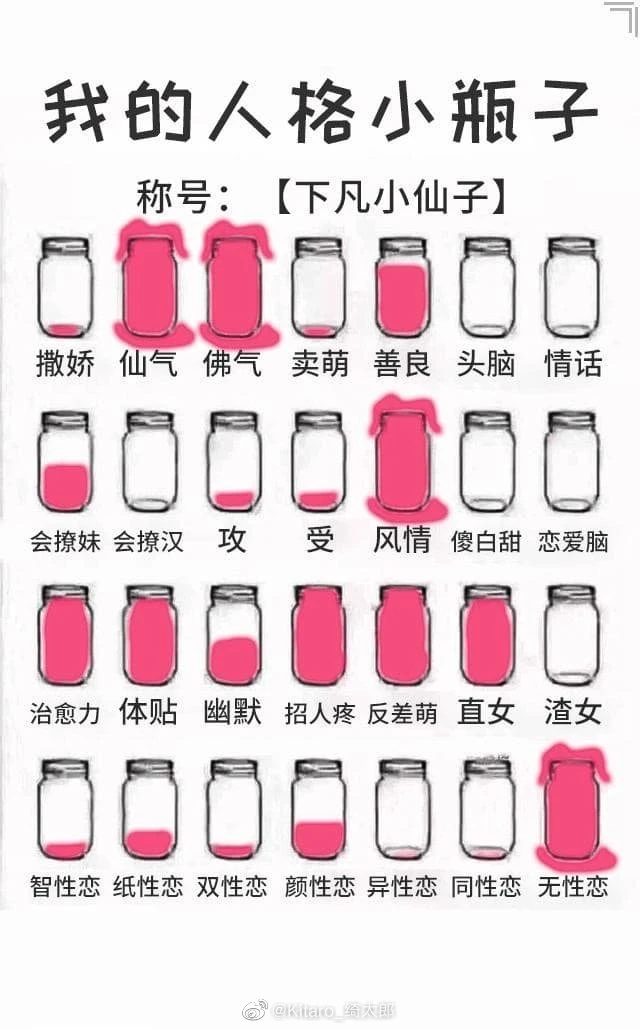 我的人格小瓶子
称号：【下凡小仙子】
撒娇 仙气 佛气 卖萌 善良 头脑 情话
会撩妹 会撩汉 攻 受 风情 傻白甜 恋爱脑
治愈力 体贴 幽默 招人疼 反差萌 直女 渣女
智性恋 纸性恋 双性恋 颜性恋 异性恋 同性恋 无性恋
@Kitaro_绮太郎